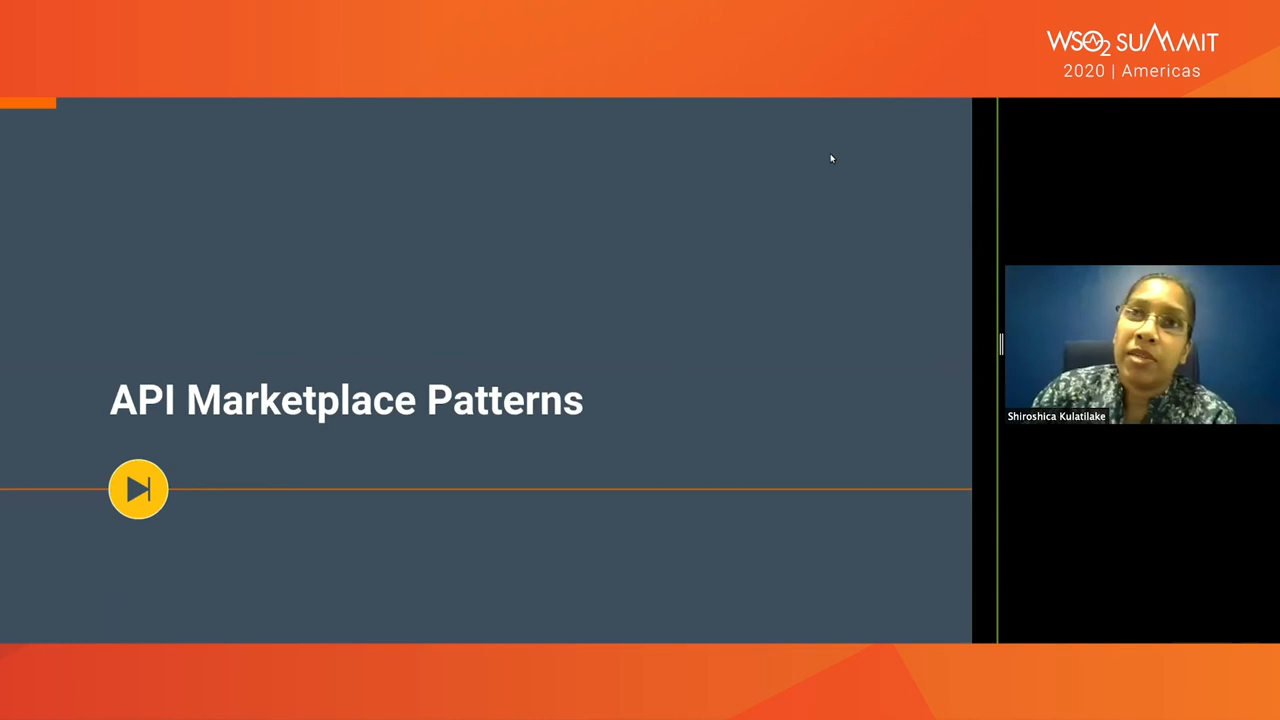 WSO2 SUMMIT
2020 | Americas
API Marketplace Patterns
Shiroshica Kulatilake